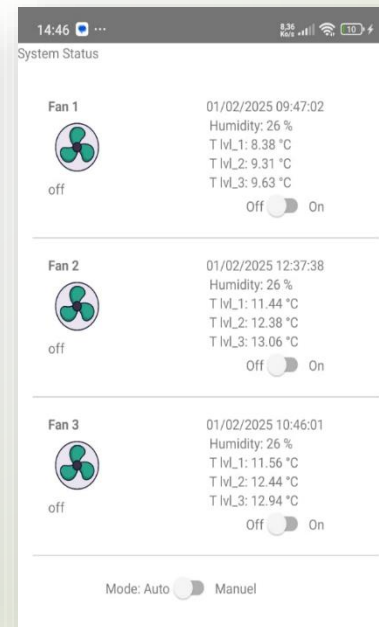 14:46 ... 8,36 Ko/s 10
System Status
Fan 1 01/02/2025 09:47:02
Humidity: 26 %
T lvl_1: 8.38 °C
T lvl_2: 9.31 °C
off T lvl_3: 9.63 °C
Off On
Fan 2 01/02/2025 12:37:38
Humidity: 26 %
T lvl_1: 11.44 °C
T lvl_2: 12.38 °C
off T lvl_3: 13.06 °C
Off On
Fan 3 01/02/2025 10:46:01
Humidity: 26 %
T lvl_1: 11.56 °C
T lvl_2: 12.44 °C
off T lvl_3: 12.94 °C
Off On
Mode: Auto Manuel